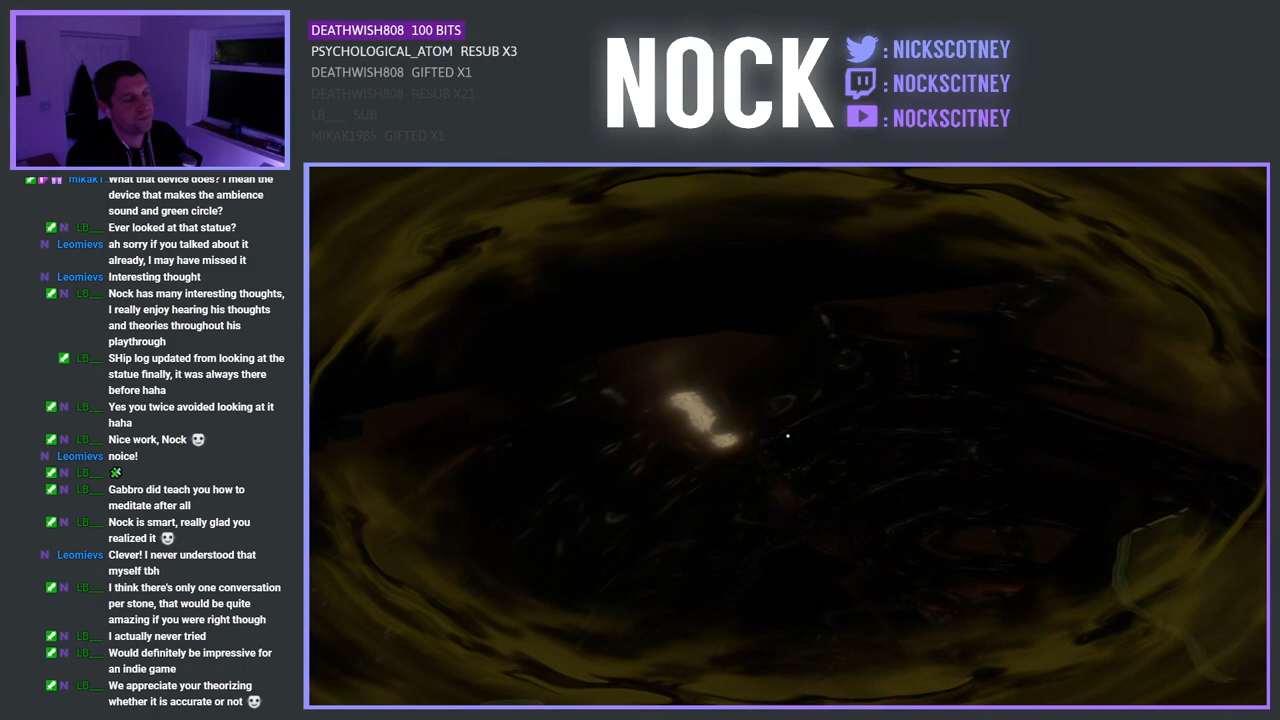 DEATHWISH808 100 BITS
PSYCHOLOGICAL_ATOM RESUB X3
DEATHWISH808 GIFTED X1
DEATHWISH808 RESUB X21
LB___ SUB
MIKAK1985 GIFTED X1
NOCK
: NICKSCOTNEY
: NOCKSCITNEY
: NOCKSCITNEY
What that device does? I mean the
device that makes the ambience
sound and green circle?
LB___ Ever looked at that statue?
Leomievs ah sorry if you talked about it
already, I may have missed it
Leomievs Interesting thought
LB___ Nock has many interesting thoughts,
I really enjoy hearing his thoughts
and theories throughout his
playthrough
LB___ SHip log updated from looking at the
statue finally, it was always there
before haha
LB___ Yes you twice avoided looking at it
haha
LB___ Nice work, Nock
Leomievs noice!
LB___
LB___ Gabbro did teach you how to
meditate after all
LB___ Nock is smart, really glad you
realized it
Leomievs Clever! I never understood that
myself tbh
LB___ I think there's only one conversation
per stone, that would be quite
amazing if you were right though
LB___ I actually never tried
LB___ Would definitely be impressive for
an indie game
LB___ We appreciate your theorizing
whether it is accurate or not